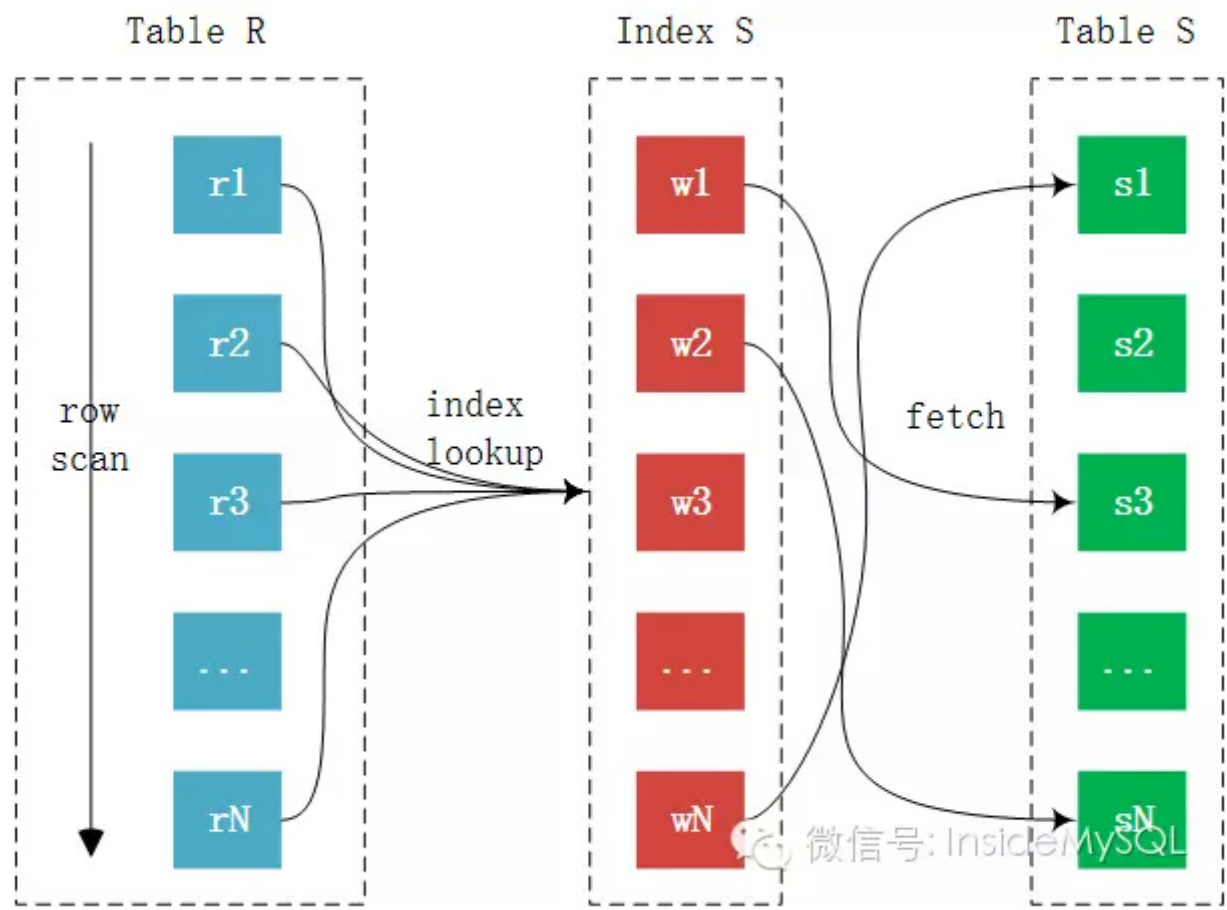 Table R
Index S
Table S
r1
w1
s1
r2
w2
s2
row
scan
index
lookup
fetch
r3
w3
s3
...
...
...
rN
wN
sN
微信号: InsideMySQL